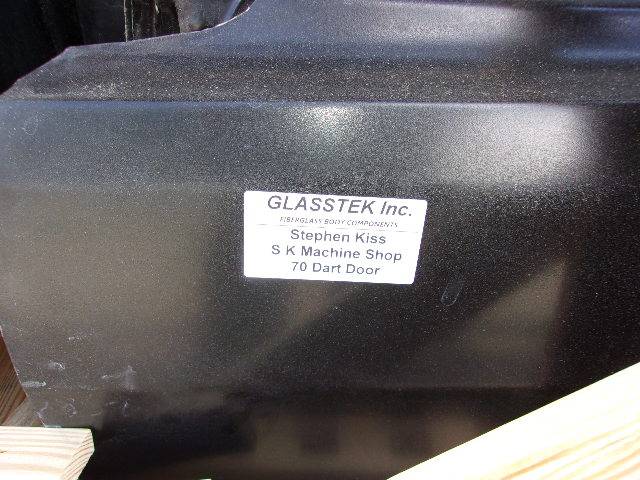 GLASSTEK Inc.
FIBERGLASS BODY COMPONENTS
Stephen Kiss
S K Machine Shop
70 Dart Door